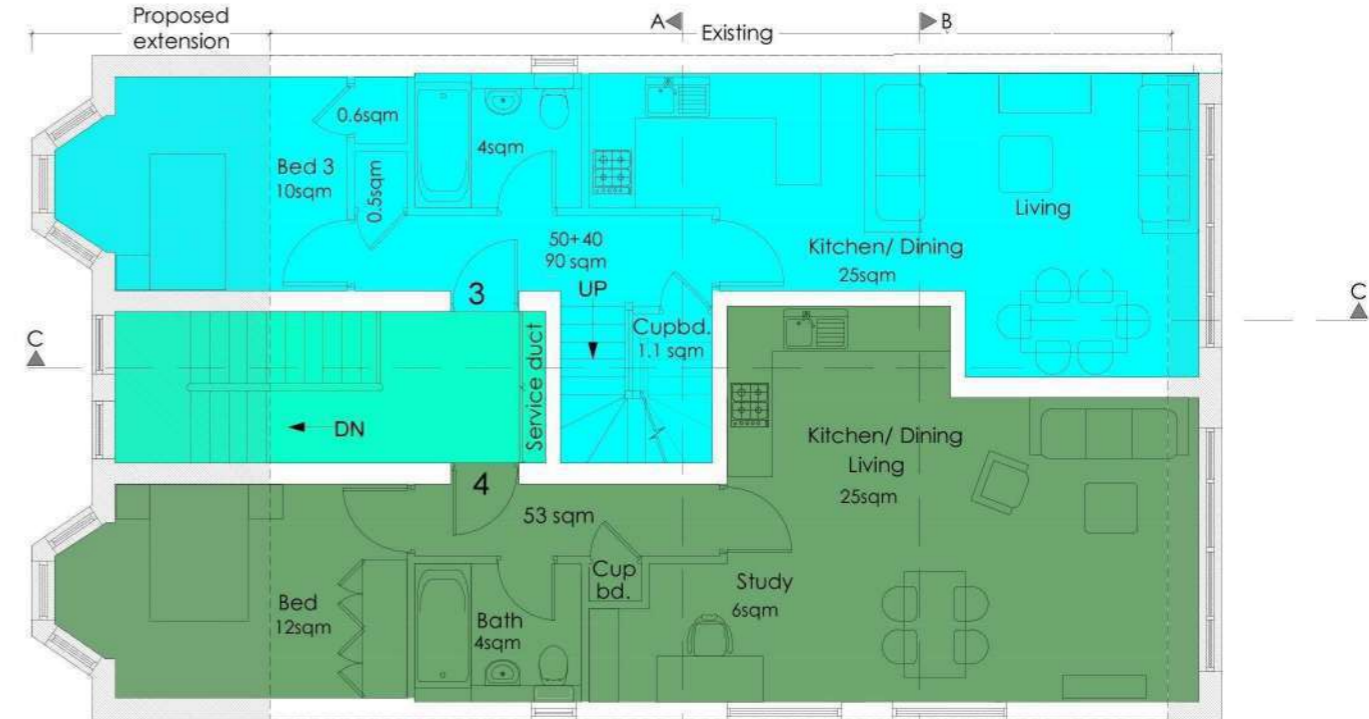 Proposed
extension
A
Existing
B
0.6sqm
Bed 3
10sqm
0.5sqm
4sqm
50+40
90 sqm
UP
Living
Kitchen/ Dining
25sqm
3
Cupbd.
1.1 sqm
C
C
Service duct
DN
Kitchen/ Dining
Living
25sqm
4
53 sqm
Cup
bd.
Study
6sqm
Bed
12sqm
Bath
4sqm